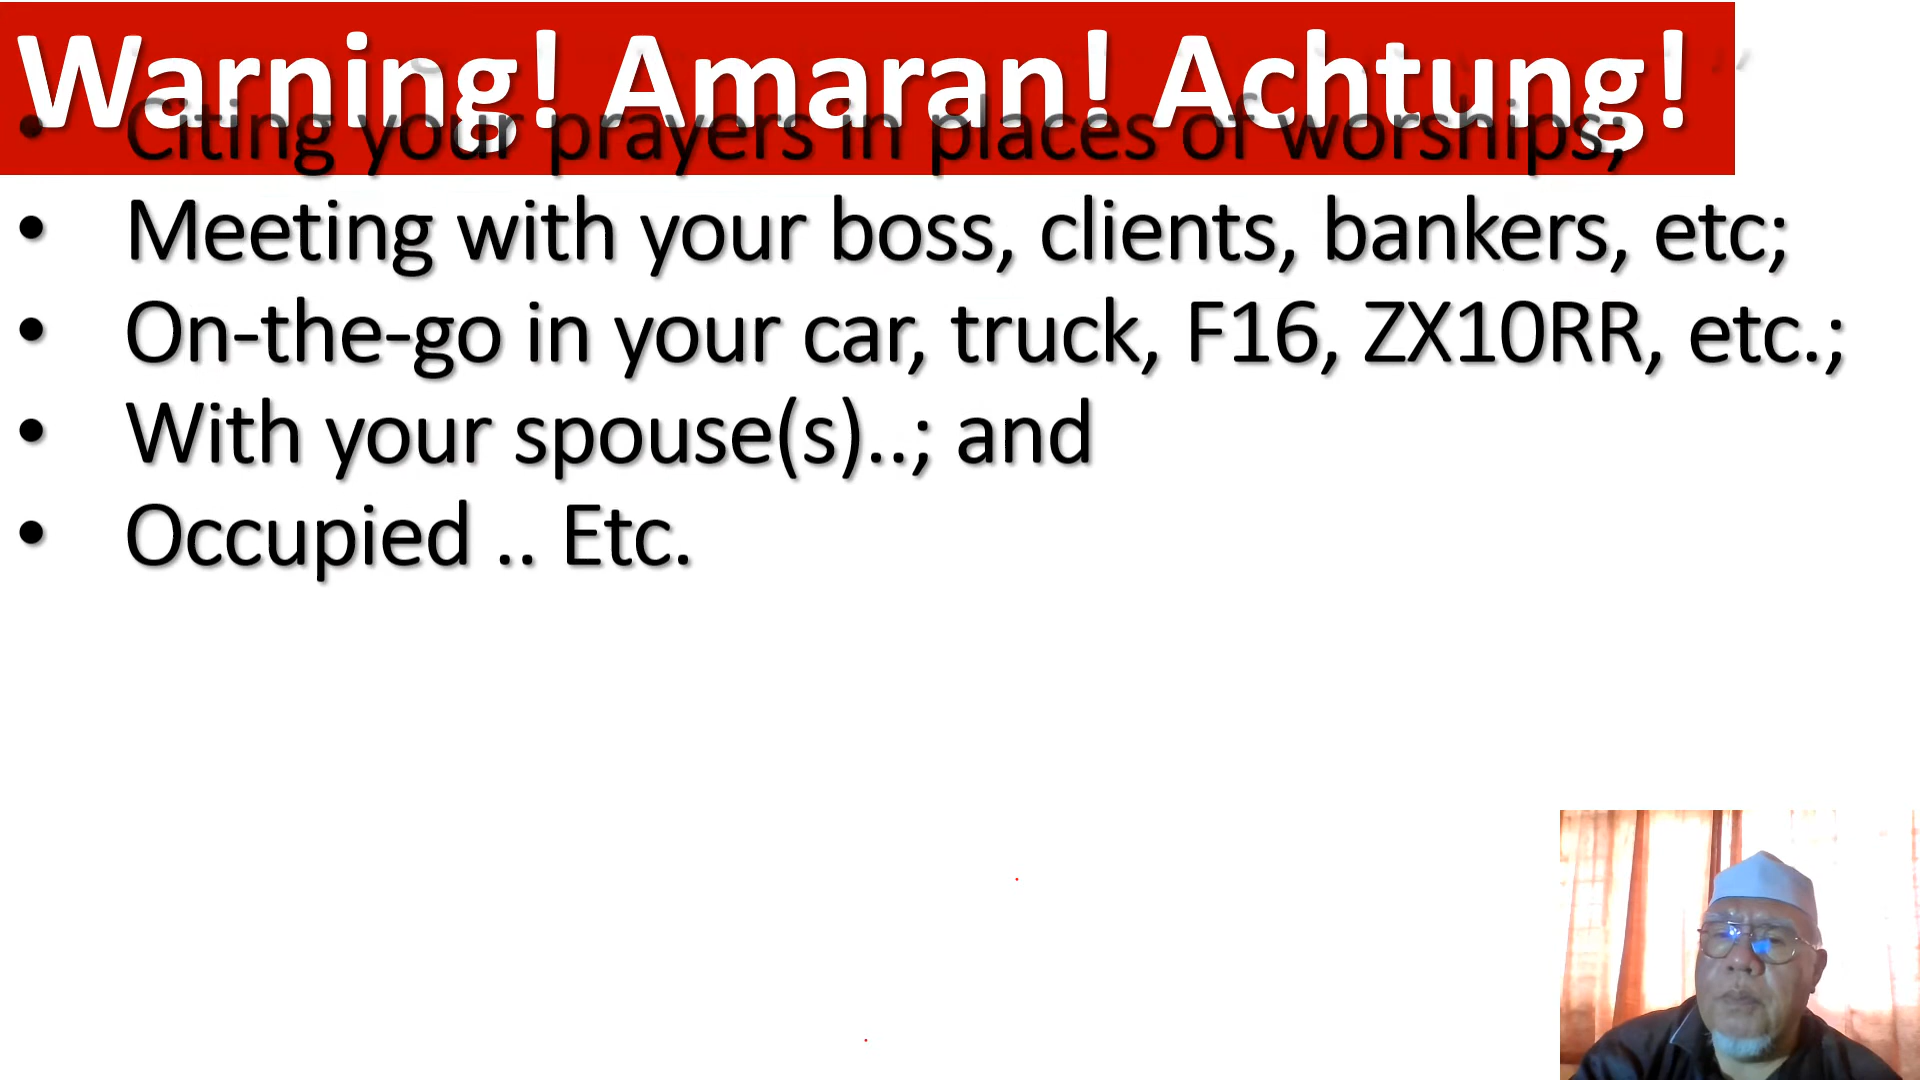 Warning! Amaran! Achtung!
• Citing your prayers in places of worships;
• Meeting with your boss, clients, bankers, etc;
• On-the-go in your car, truck, F16, ZX10RR, etc.;
• With your spouse(s)..; and
• Occupied .. Etc.